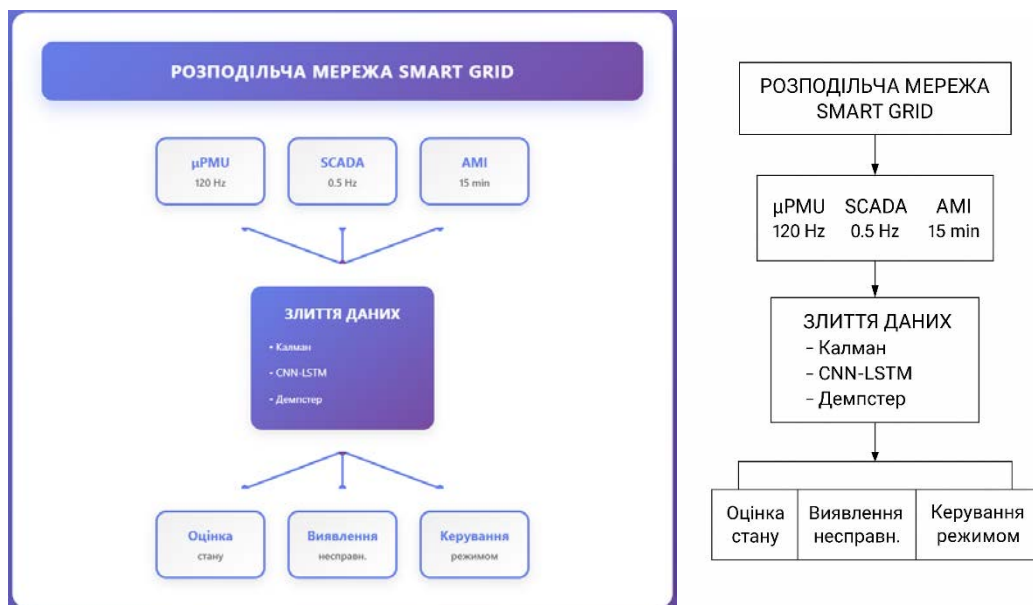 РОЗПОДІЛЬЧА МЕРЕЖА SMART GRID
µPMU
120 Hz
SCADA
0.5 Hz
AMI
15 min
ЗЛИТТЯ ДАНИХ
• Калман
• CNN-LSTM
• Демпстер
Оцінка
стану
Виявлення
несправн.
Керування
режимом
РОЗПОДІЛЬЧА МЕРЕЖА
SMART GRID
µPMU SCADA AMI
120 Hz 0.5 Hz 15 min
ЗЛИТТЯ ДАНИХ
– Калман
– CNN-LSTM
– Демпстер
Оцінка
стану
Виявлення
несправн.
Керування
режимом